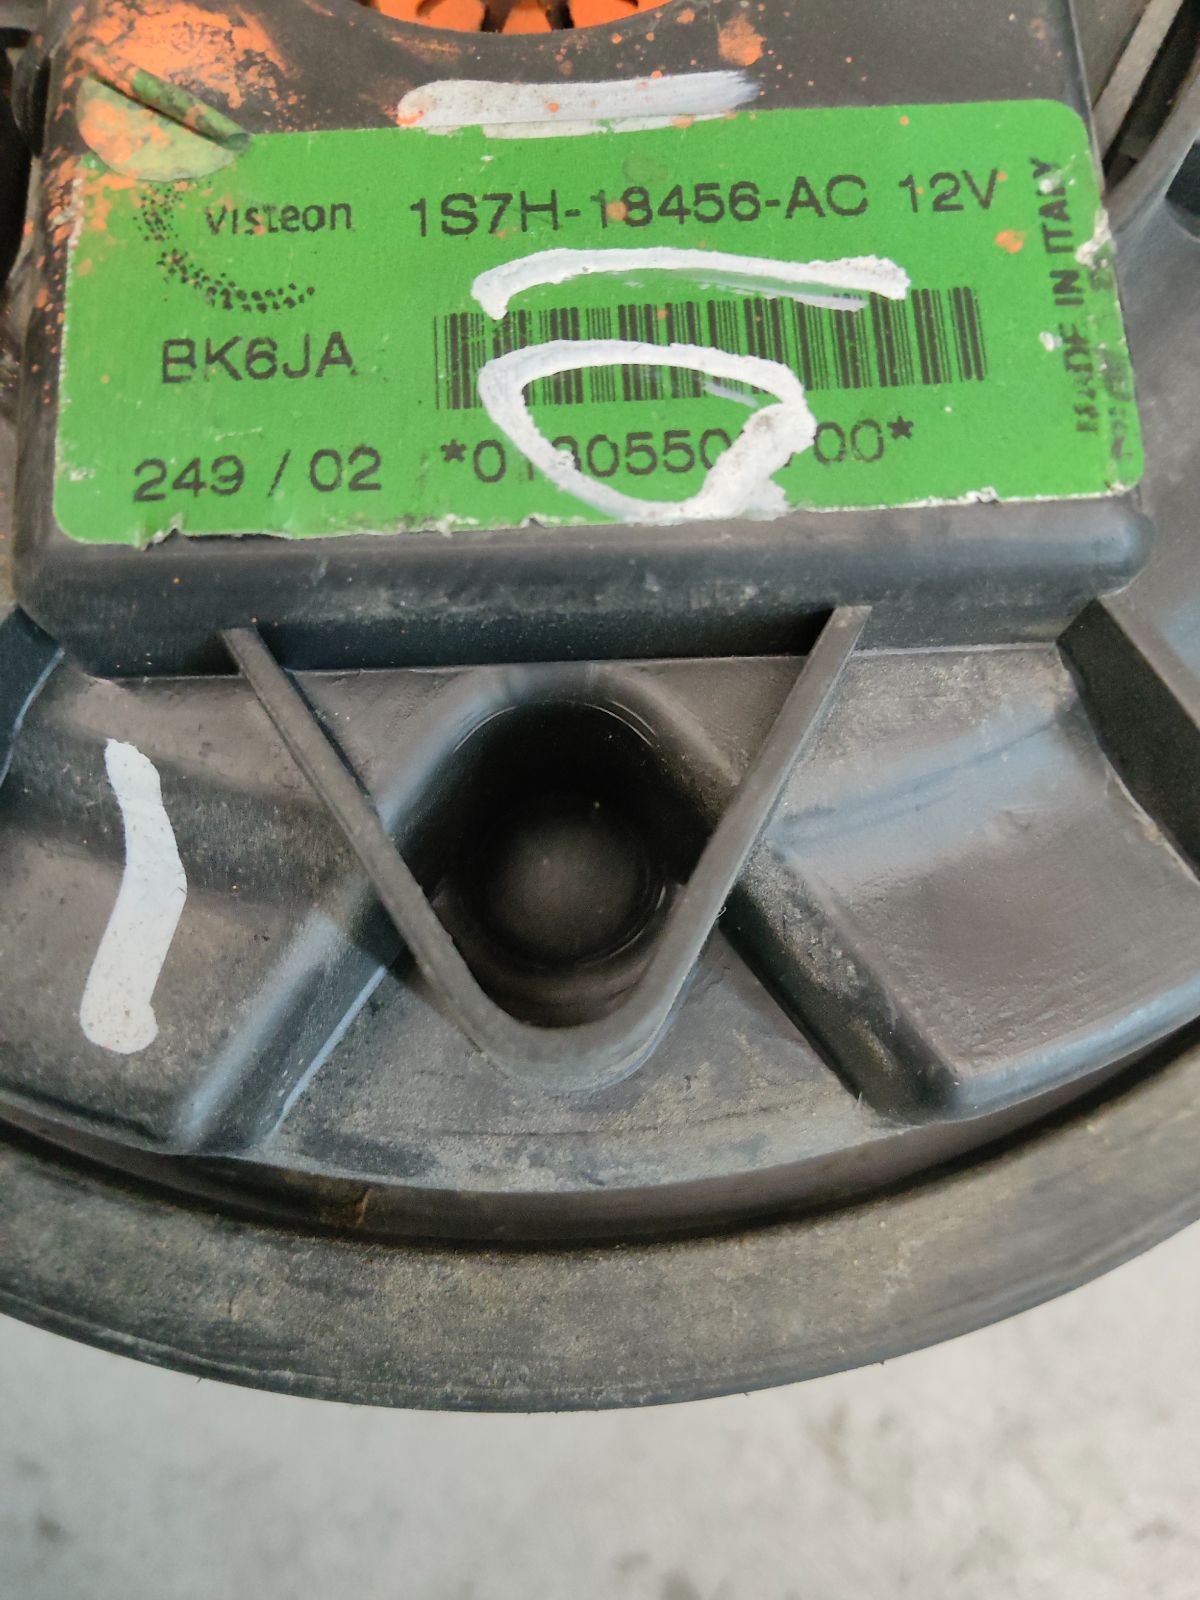 visteon 1S7H-18456-AC 12V
MADE IN ITALY
BK6JA
249 / 02